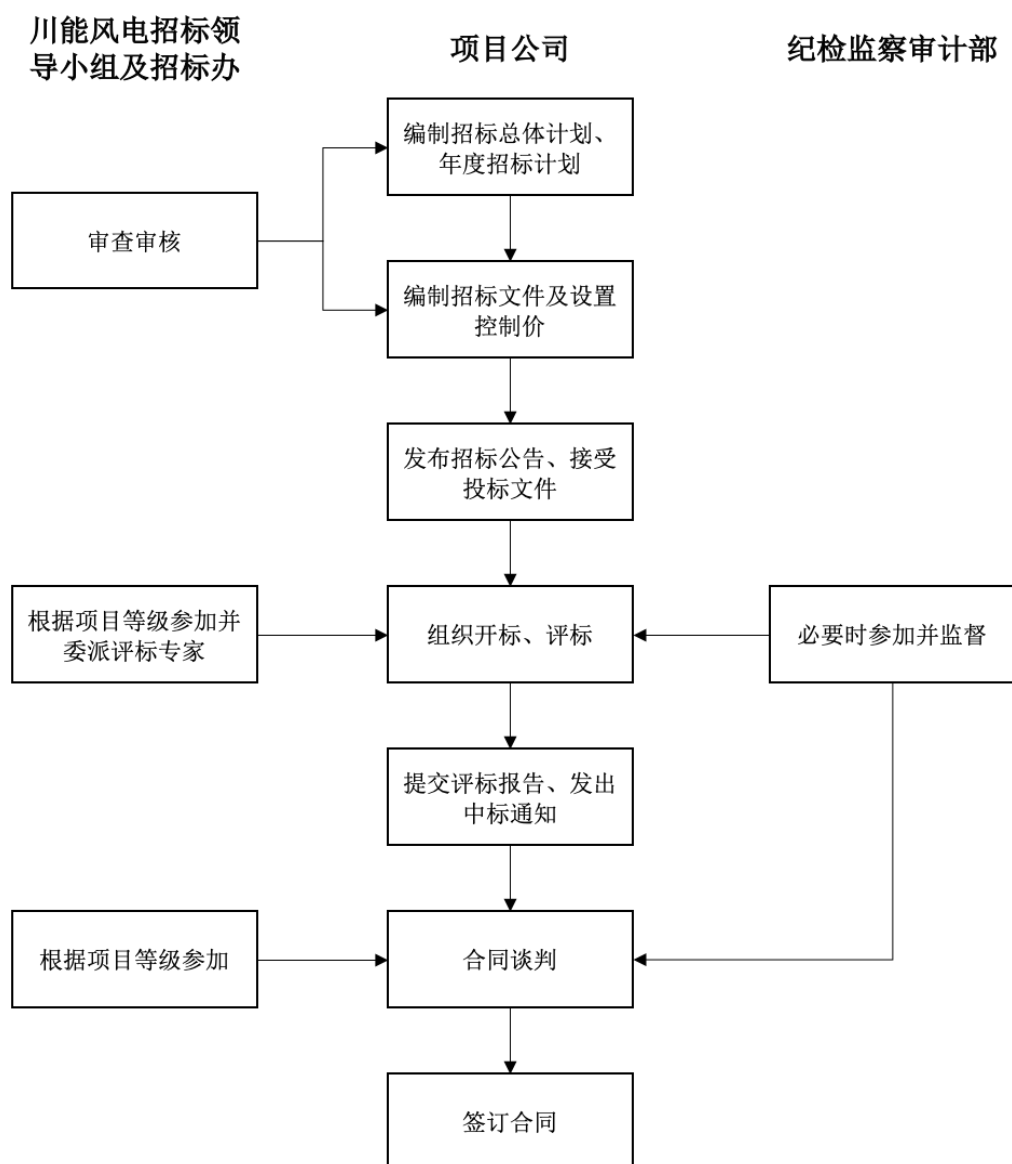 川能风电招标领
导小组及招标办
项目公司
纪检监察审计部
编制招标总体计划、
年度招标计划
审查审核
编制招标文件及设置
控制价
发布招标公告、接受
投标文件
根据项目等级参加并
委派评标专家
组织开标、评标
必要时参加并监督
提交评标报告、发出
中标通知
根据项目等级参加
合同谈判
签订合同